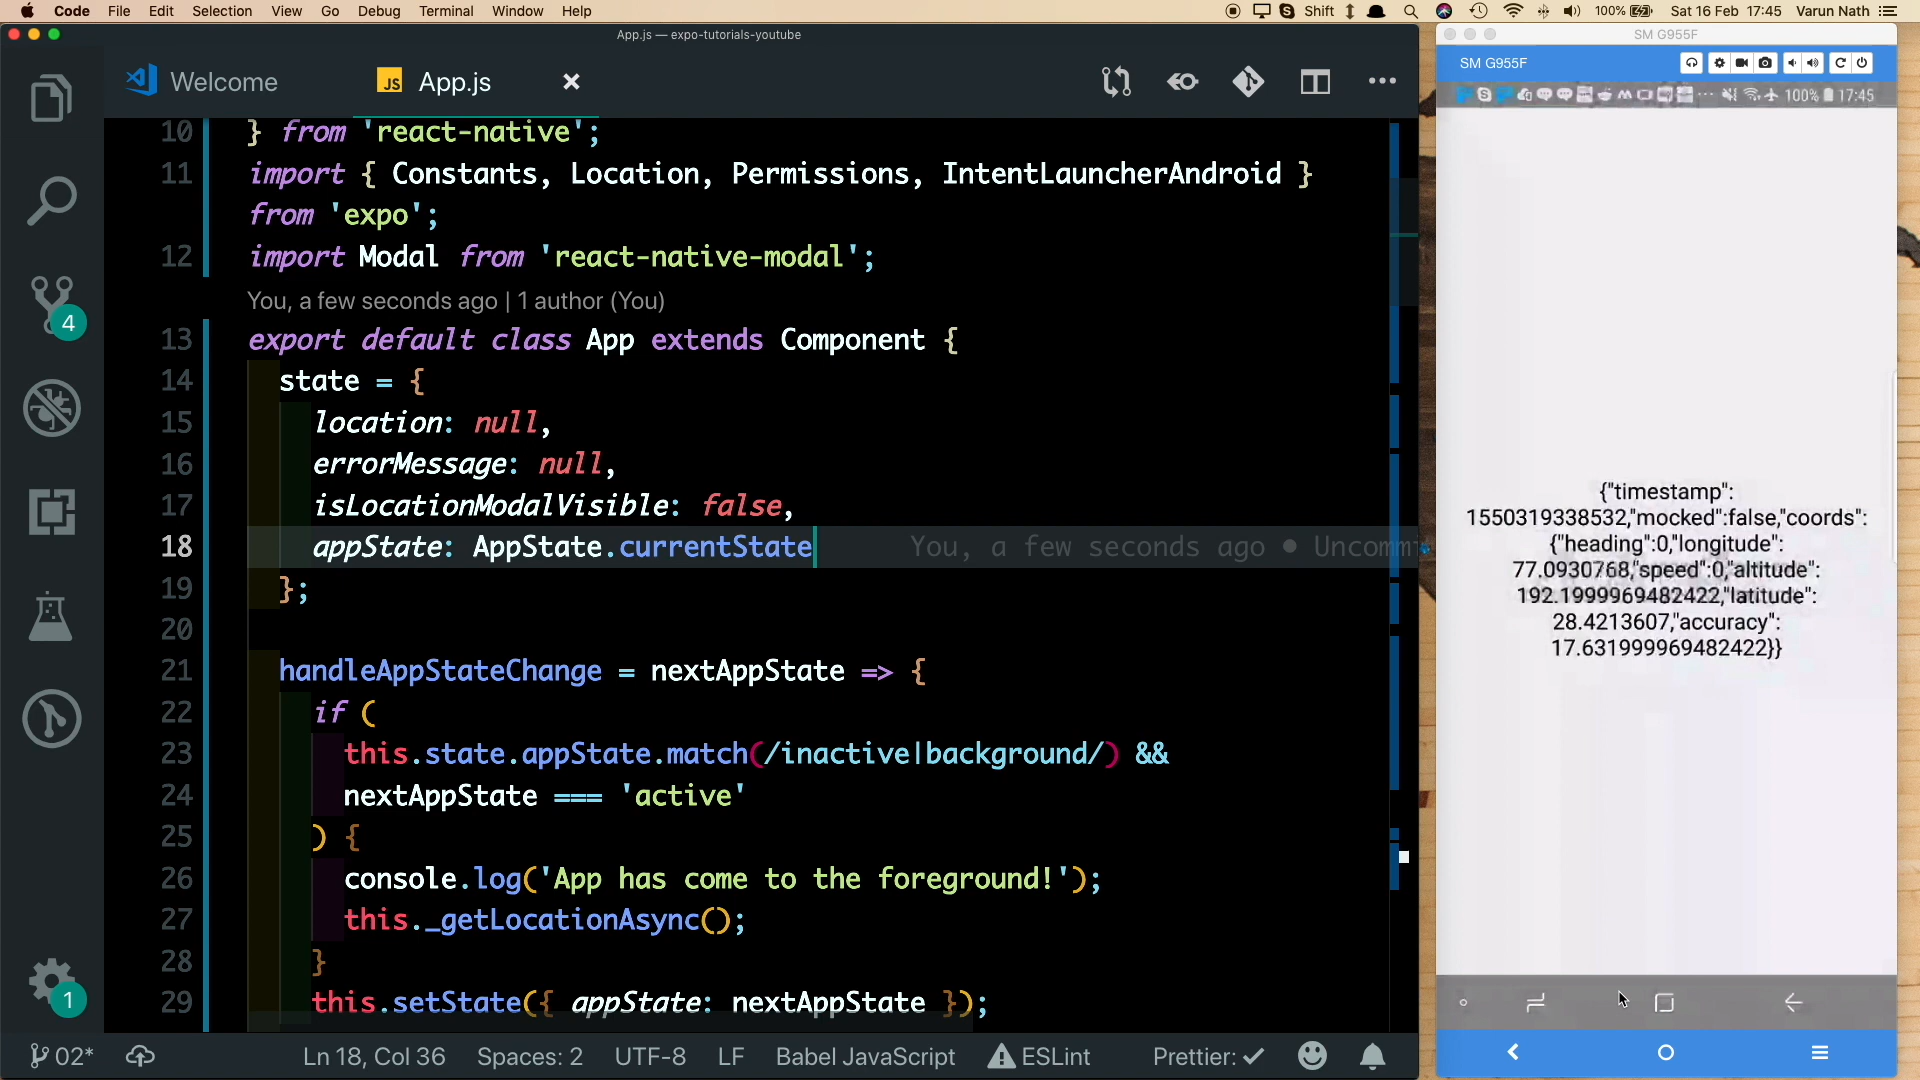 Code File Edit Selection View Go Debug Terminal Window Help
Shift 100% Sat 16 Feb 17:45 Varun Nath
App.js — expo-tutorials-youtube
Welcome
JS App.js
10 } from 'react-native';
11 import { Constants, Location, Permissions, IntentLauncherAndroid }
from 'expo';
12 import Modal from 'react-native-modal';
You, a few seconds ago | 1 author (You)
13 export default class App extends Component {
14 state = {
15 location: null,
16 errorMessage: null,
17 isLocationModalVisible: false,
18 appState: AppState.currentState You, a few seconds ago • Uncomm
19 };
20
21 handleAppStateChange = nextAppState => {
22 if (
23 this.state.appState.match(/inactive|background/) &&
24 nextAppState === 'active'
25 ) {
26 console.log('App has come to the foreground!');
27 this._getLocationAsync();
28 }
29 this.setState({ appState: nextAppState });
4
1
02* Ln 18, Col 36 Spaces: 2 UTF-8 LF Babel JavaScript ESLint Prettier: ✓
SM G955F
SM G955F
100% 17:45
{"timestamp":
1550319338532,"mocked":false,"coords":
{"heading":0,"longitude":
77.0930768,"speed":0,"altitude":
192.1999969482422,"latitude":
28.4213607,"accuracy":
17.631999969482422}}